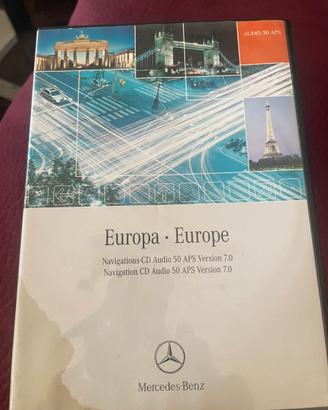 AUDIO 50 APS
Europa · Europe
Navigations-CD Audio 50 APS Version 7.0
Navigation CD Audio 50 APS Version 7.0
Mercedes-Benz